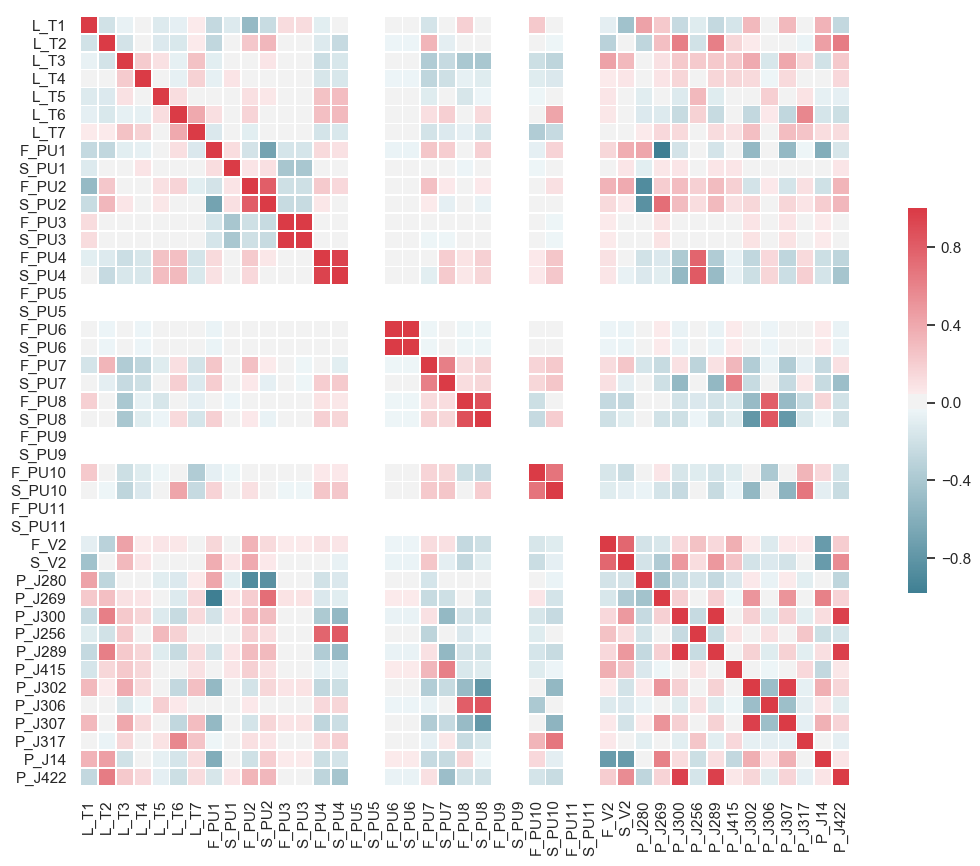 L_T1
L_T2
L_T3
L_T4
L_T5
L_T6
L_T7
F_PU1
S_PU1
F_PU2
S_PU2
F_PU3
S_PU3
F_PU4
S_PU4
F_PU5
S_PU5
F_PU6
S_PU6
F_PU7
S_PU7
F_PU8
S_PU8
F_PU9
S_PU9
F_PU10
S_PU10
F_PU11
S_PU11
F_V2
S_V2
P_J280
P_J269
P_J300
P_J256
P_J289
P_J415
P_J302
P_J306
P_J307
P_J317
P_J14
P_J422
L_T1
L_T2
L_T3
L_T4
L_T5
L_T6
L_T7
F_PU1
S_PU1
F_PU2
S_PU2
F_PU3
S_PU3
F_PU4
S_PU4
F_PU5
S_PU5
F_PU6
S_PU6
F_PU7
S_PU7
F_PU8
S_PU8
F_PU9
S_PU9
F_PU10
S_PU10
F_PU11
S_PU11
F_V2
S_V2
P_J280
P_J269
P_J300
P_J256
P_J289
P_J415
P_J302
P_J306
P_J307
P_J317
P_J14
P_J422
0.8
0.4
0.0
−0.4
−0.8